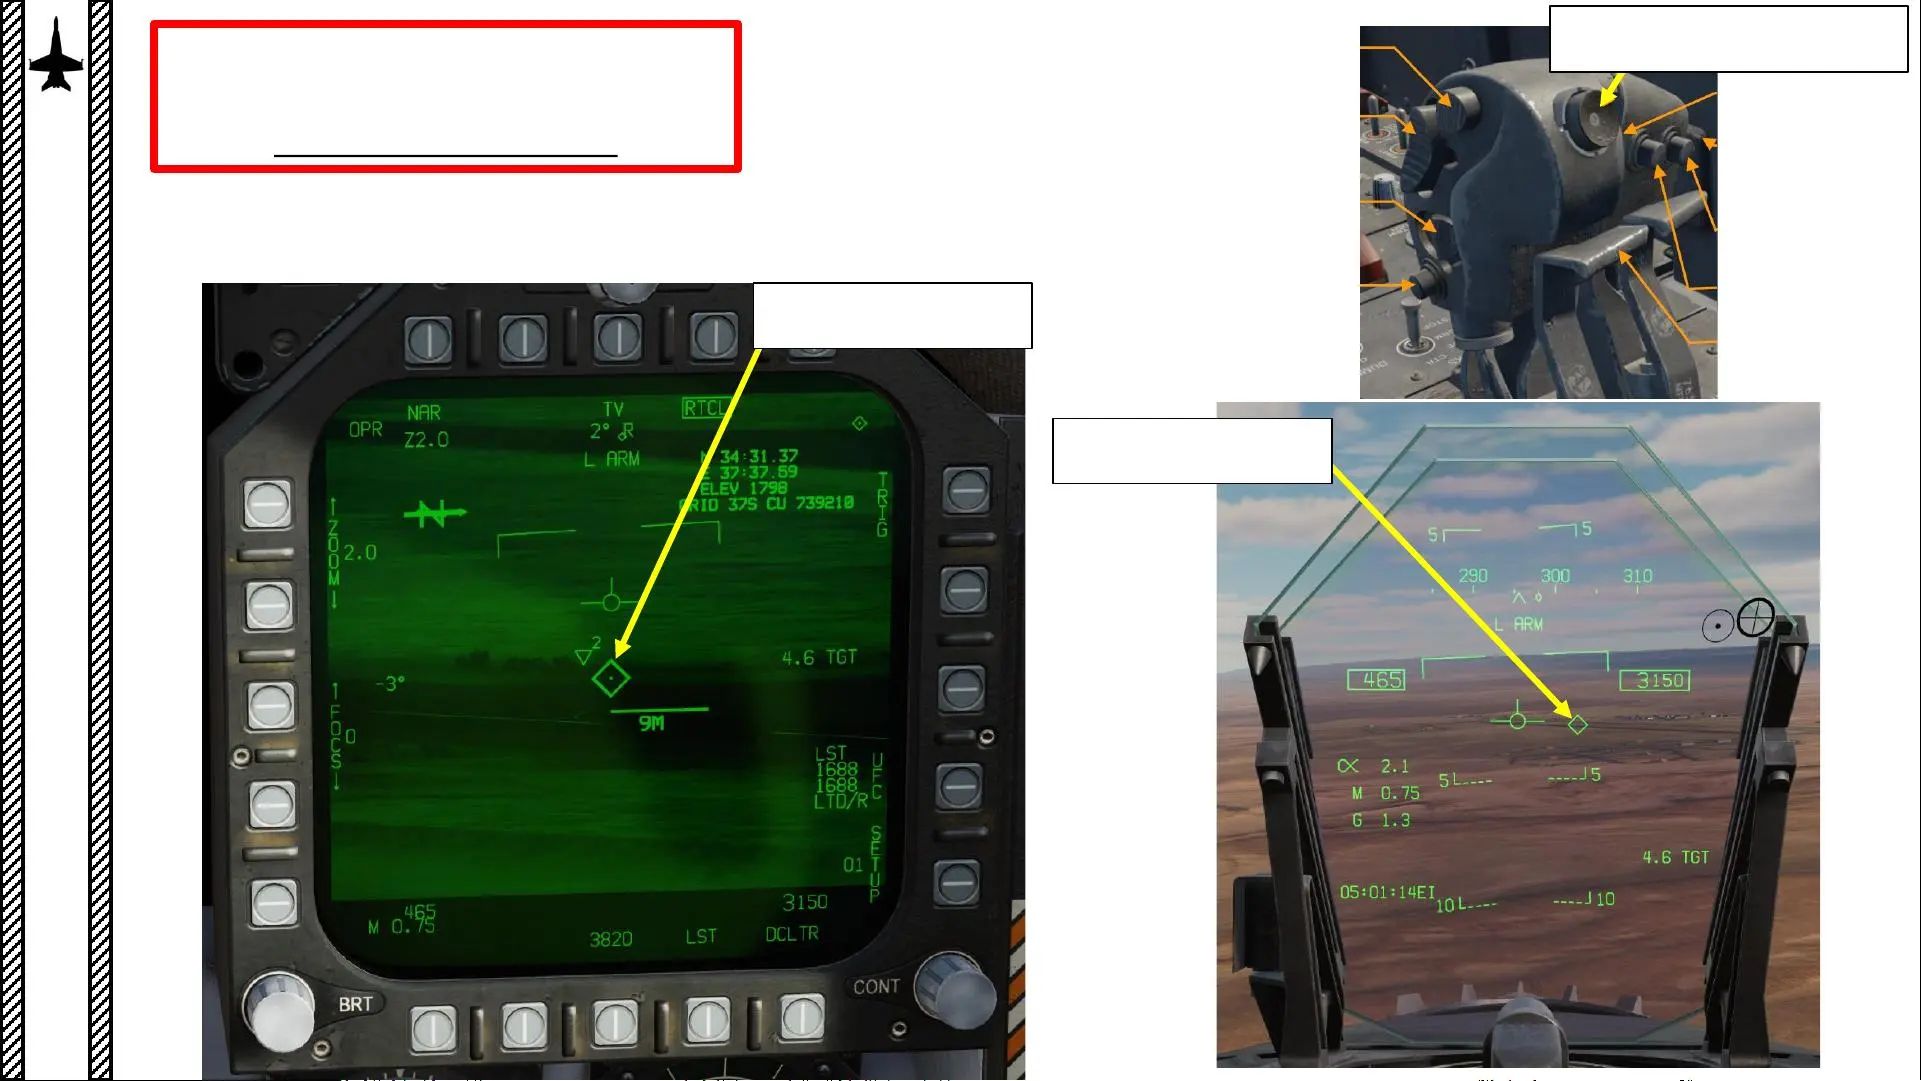 OPR
NAR
Z2.0
TV
2° R
L ARM
RTCL
34:31.37
37:37.69
ELEV 1798
GRID 37S CU 739210
TRIG
↑ZOOM↓
2.0
2
4.6 TGT
-3°
9M
↑FOCS↓
0
LST
1688
1688
LTD/R
UFC
01
SETUP
465
M 0.75
3150
3820
LST
DCLTR
BRT
CONT
5 5
290 300 310
L ARM
465
3150
α 2.1
M 0.75
G 1.3
5 5
4.6 TGT
05:01:14EI
10 10